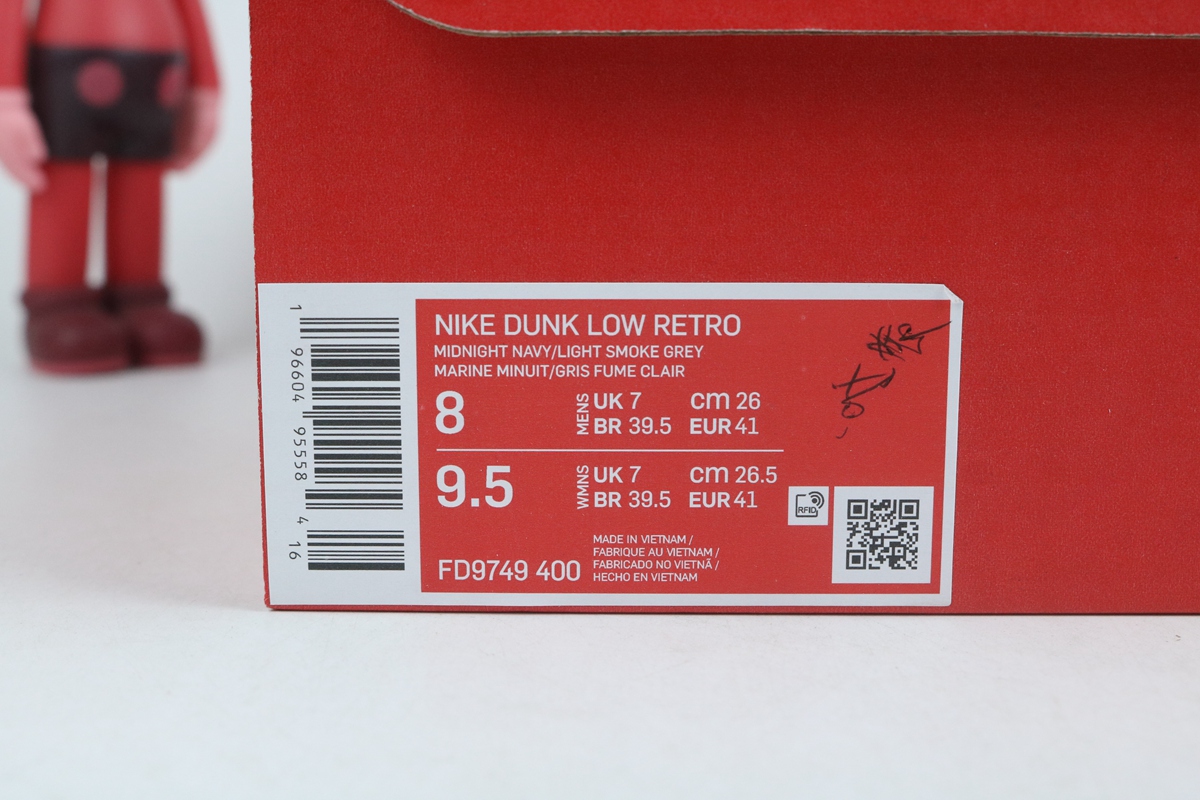 1 96604 95558 4 16
NIKE DUNK LOW RETRO
MIDNIGHT NAVY/LIGHT SMOKE GREY
MARINE MINUIT/GRIS FUME CLAIR
8 MENS UK 7 cm 26
BR 39.5 EUR 41
9.5 WMNS UK 7 cm 26.5
BR 39.5 EUR 41
RFID
FD9749 400
MADE IN VIETNAM /
FABRIQUE AU VIETNAM /
FABRICADO NO VIETNÃ /
HECHO EN VIETNAM